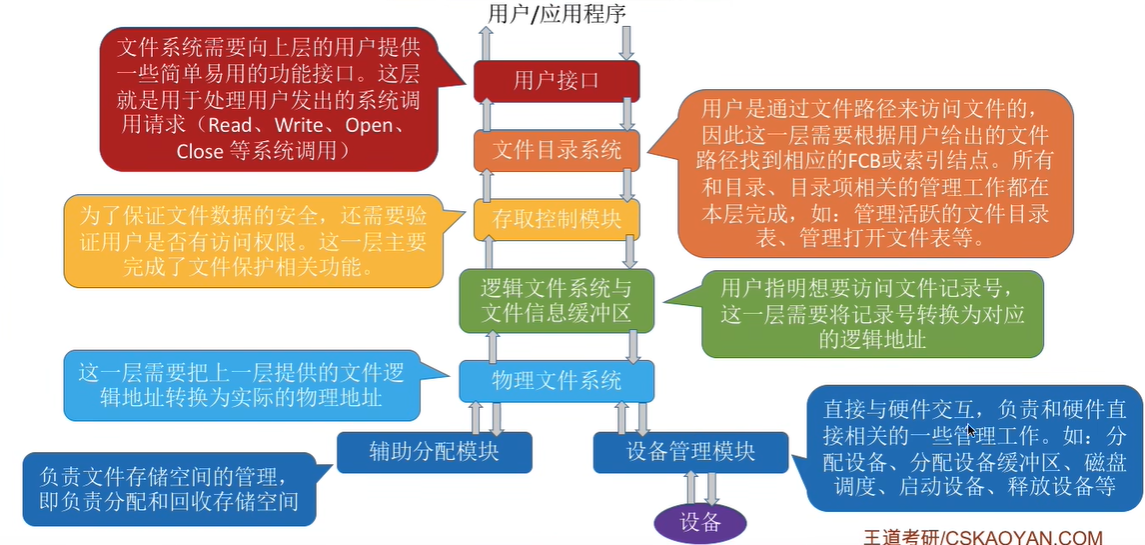 用户/应用程序
文件系统需要向上层的用户提供
一些简单易用的功能接口。这层
就是用于处理用户发出的系统调
用请求（Read、Write、Open、
Close 等系统调用）
用户接口
用户是通过文件路径来访问文件的，
因此这一层需要根据用户给出的文件
路径找到相应的FCB或索引结点。所有
和目录、目录项相关的管理工作都在
本层完成，如：管理活跃的文件目录
表、管理打开文件表等。
文件目录系统
为了保证文件数据的安全，还需要验
证用户是否有访问权限。这一层主要
完成了文件保护相关功能。
存取控制模块
逻辑文件系统与
文件信息缓冲区
用户指明想要访问文件记录号，
这一层需要将记录号转换为对应
的逻辑地址
这一层需要把上一层提供的文件逻
辑地址转换为实际的物理地址
物理文件系统
辅助分配模块
设备管理模块
直接与硬件交互，负责和硬件直
接相关的一些管理工作。如：分
配设备、分配设备缓冲区、磁盘
调度、启动设备、释放设备等
负责文件存储空间的管理，
即负责分配和回收存储空间
设备
王道考研/CSKAOYAN.COM